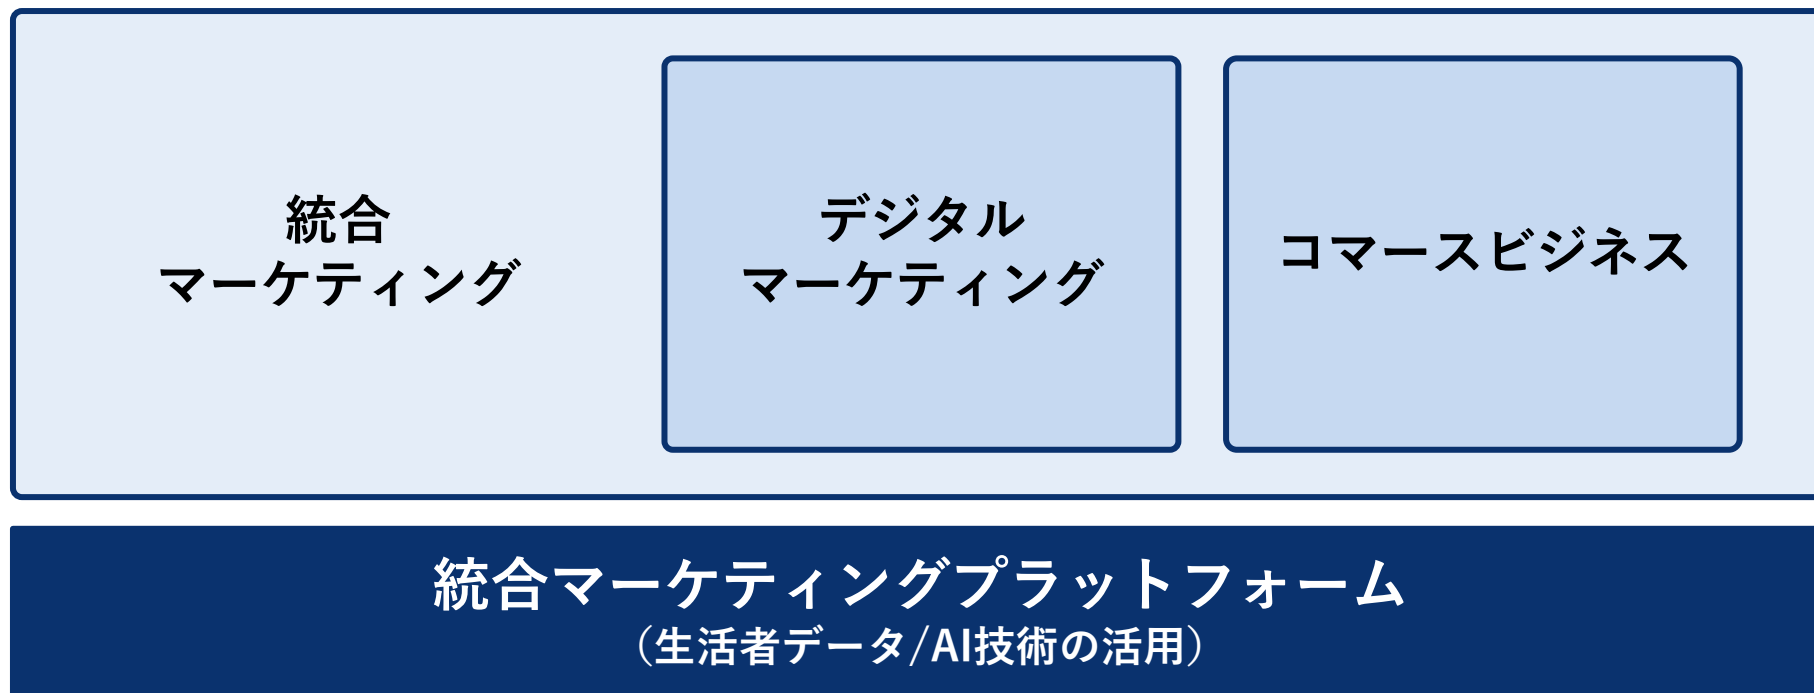 統合
マーケティング
デジタル
マーケティング
コマースビジネス
統合マーケティングプラットフォーム
（生活者データ/AI技術の活用）